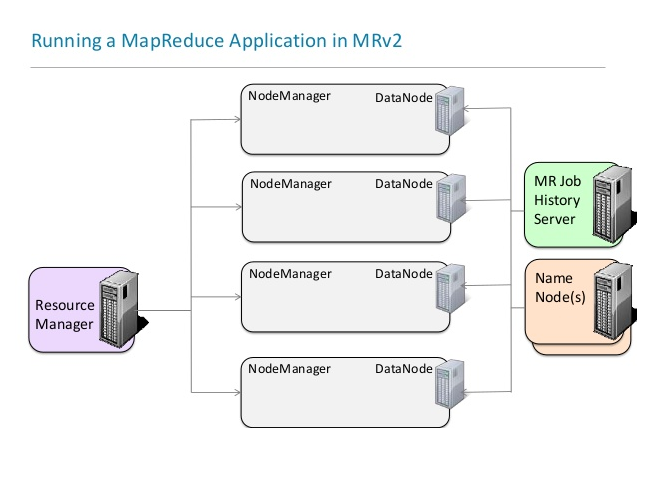 Running a MapReduce Application in MRv2
NodeManager DataNode
NodeManager DataNode
MR Job
History
Server
NodeManager DataNode
Name
Node(s)
Resource
Manager
NodeManager DataNode